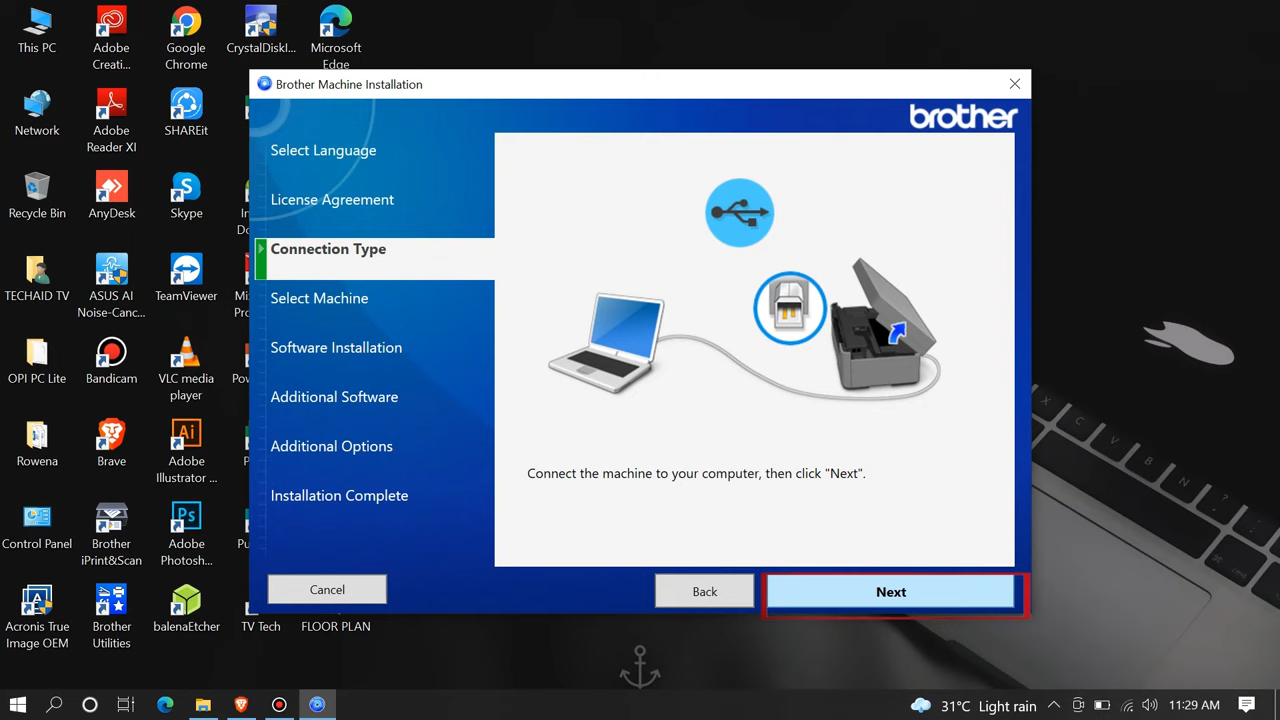 This PC
Adobe
Creati...
Google
Chrome
CrystalDiskI...
Microsoft
Edge
Network
Adobe
Reader XI
SHAREit
Recycle Bin
AnyDesk
Skype
TECHAID TV
ASUS AI
Noise-Canc...
TeamViewer
OPI PC Lite
Bandicam
VLC media
player
Rowena
Brave
Adobe
Illustrator ...
Control Panel
Brother
iPrint&Scan
Adobe
Photosh...
Acronis True
Image OEM
Brother
Utilities
balenaEtcher
TV Tech
FLOOR PLAN
Brother Machine Installation
brother
Select Language
License Agreement
Connection Type
Select Machine
Software Installation
Additional Software
Additional Options
Installation Complete
Connect the machine to your computer, then click "Next".
Cancel
Back
Next
31°C Light rain
11:29 AM